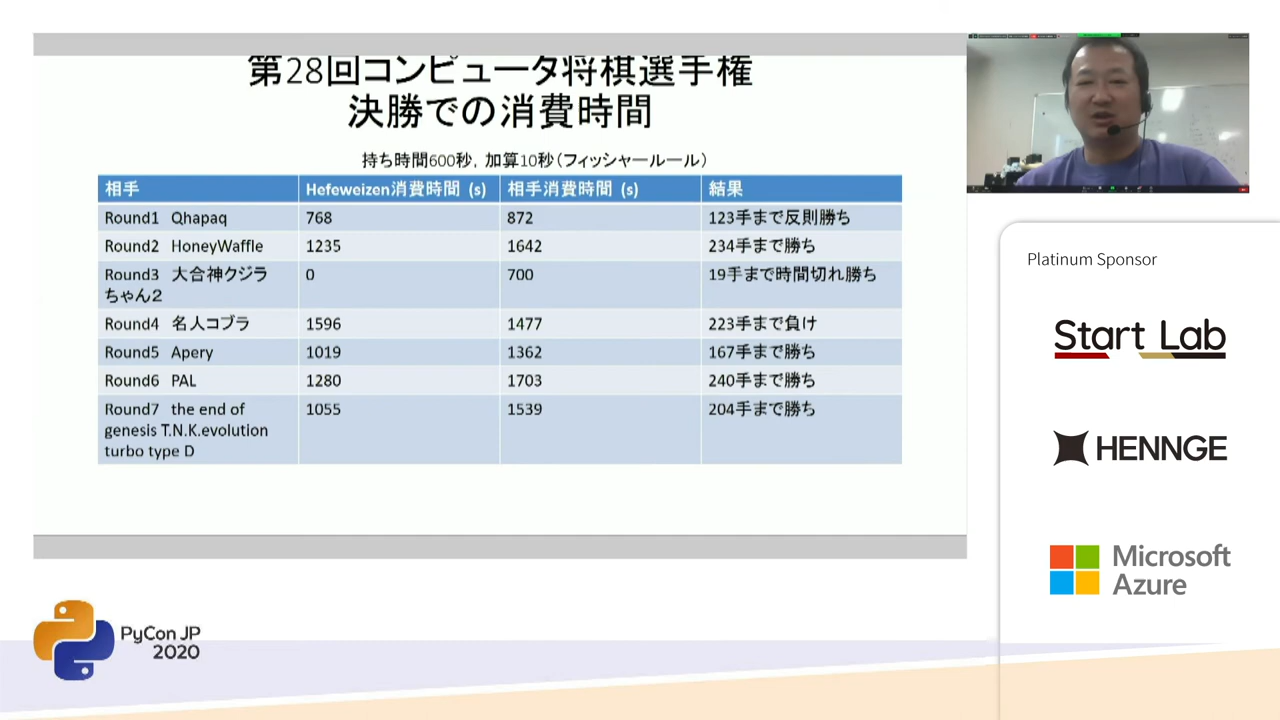 第28回コンピュータ将棋選手権
決勝での消費時間
持ち時間600秒，加算10秒（フィッシャールール）
相手 Hefeweizen消費時間 (s) 相手消費時間 (s) 結果
Round1 Qhapaq 768 872 123手まで反則勝ち
Round2 HoneyWaffle 1235 1642 234手まで勝ち
Round3 大合神クジラ 0 700 19手まで時間切れ勝ち
ちゃん2
Round4 名人コブラ 1596 1477 223手まで負け
Round5 Apery 1019 1362 167手まで勝ち
Round6 PAL 1280 1703 240手まで勝ち
Round7 the end of 1055 1539 204手まで勝ち
genesis T.N.K.evolution
turbo type D
Platinum Sponsor
Start Lab
HENNGE
Microsoft
Azure
PyCon JP
2020